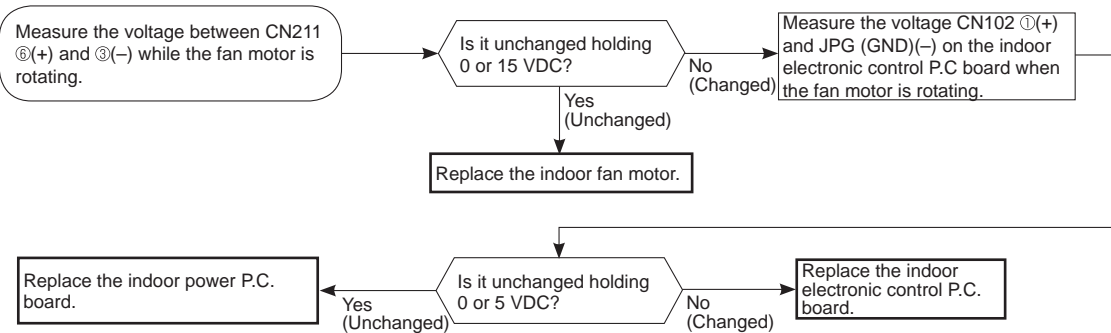 Measure the voltage between CN211
⑥(+) and ③(–) while the fan motor is
rotating.
Is it unchanged holding
0 or 15 VDC?
No
(Changed)
Measure the voltage CN102 ①(+)
and JPG (GND)(–) on the indoor
electronic control P.C board when
the fan motor is rotating.
Yes
(Unchanged)
Replace the indoor fan motor.
Replace the indoor power P.C.
board.
Yes
(Unchanged)
Is it unchanged holding
0 or 5 VDC?
No
(Changed)
Replace the indoor
electronic control P.C.
board.